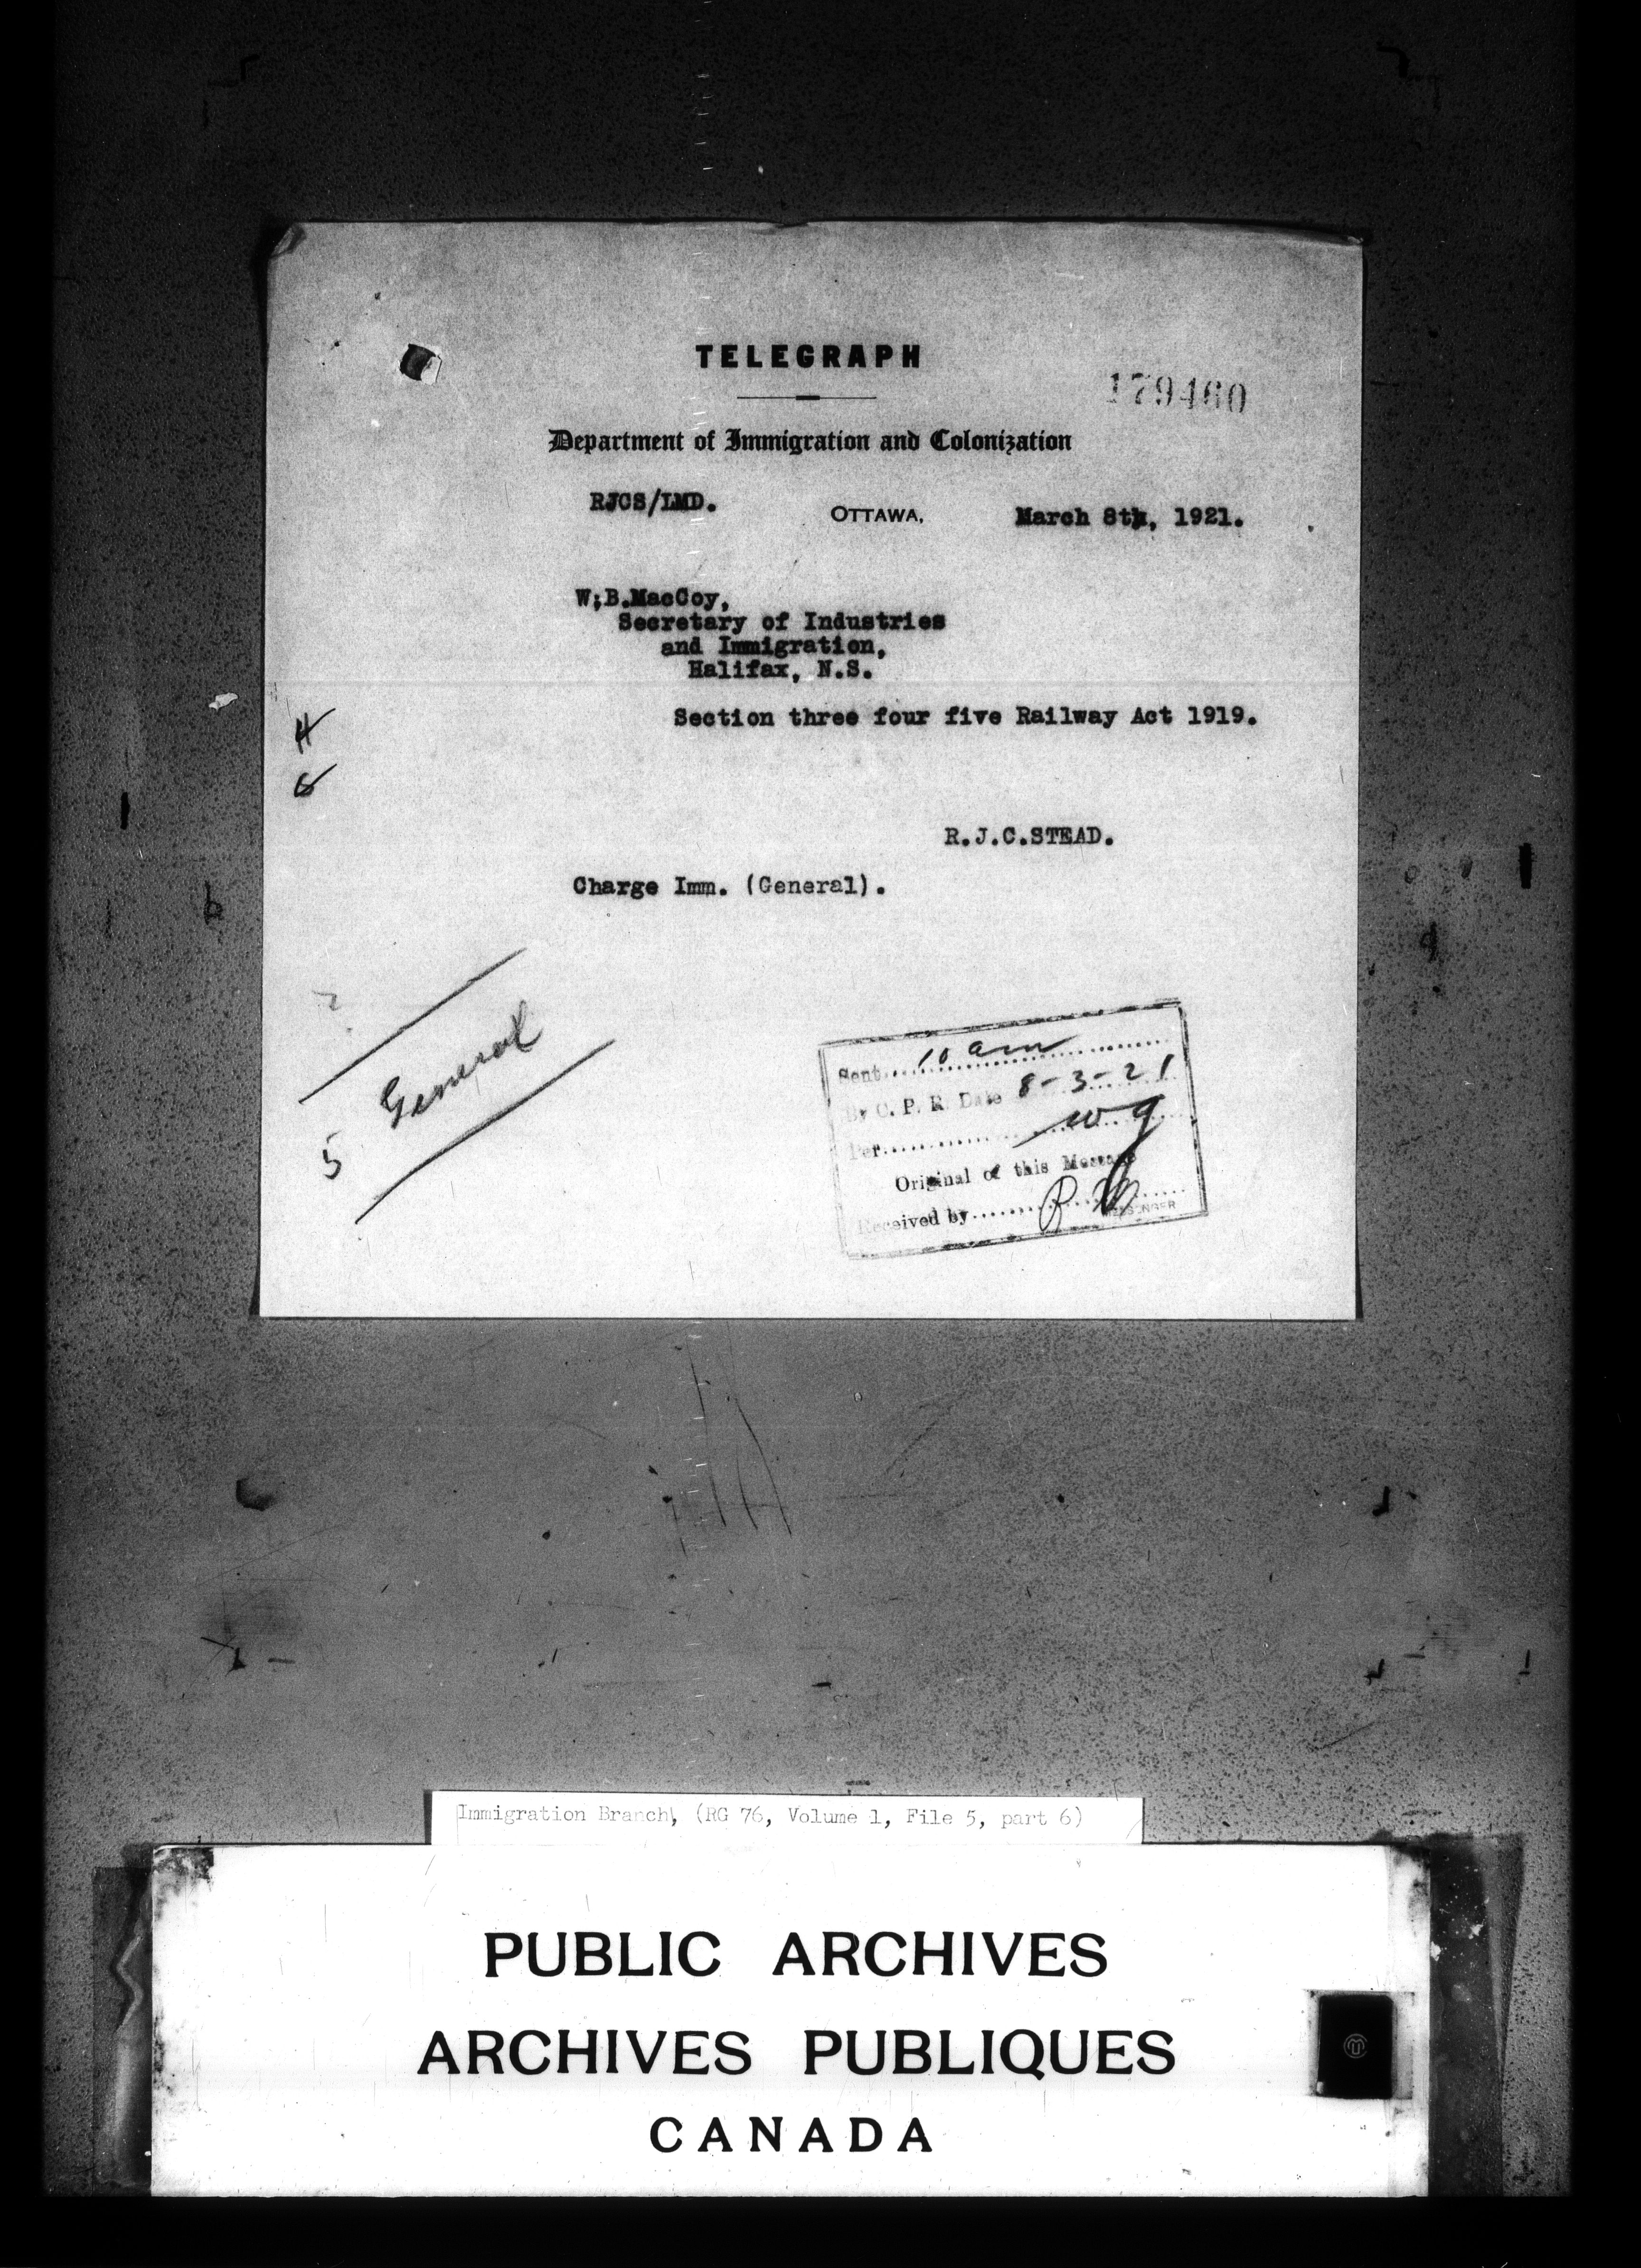 TELEGRAPH
179460
Department of Immigration and Colonization
RJCS/LMD.
OTTAWA,
March 8th, 1921.
W;B.MacCoy,
Secretary of Industries
and Immigration,
Halifax, N.S.
Section three four five Railway Act 1919.
R.J.C.STEAD.
Charge Imm. (General).
General
5
Sent 10 am
By C. P. R. Date 8-3-21
Per wg
Original of this Message
Received by
MESSENGER
Immigration Branch, (RG 76, Volume 1, File 5, part 6)
PUBLIC ARCHIVES
ARCHIVES PUBLIQUES
CANADA